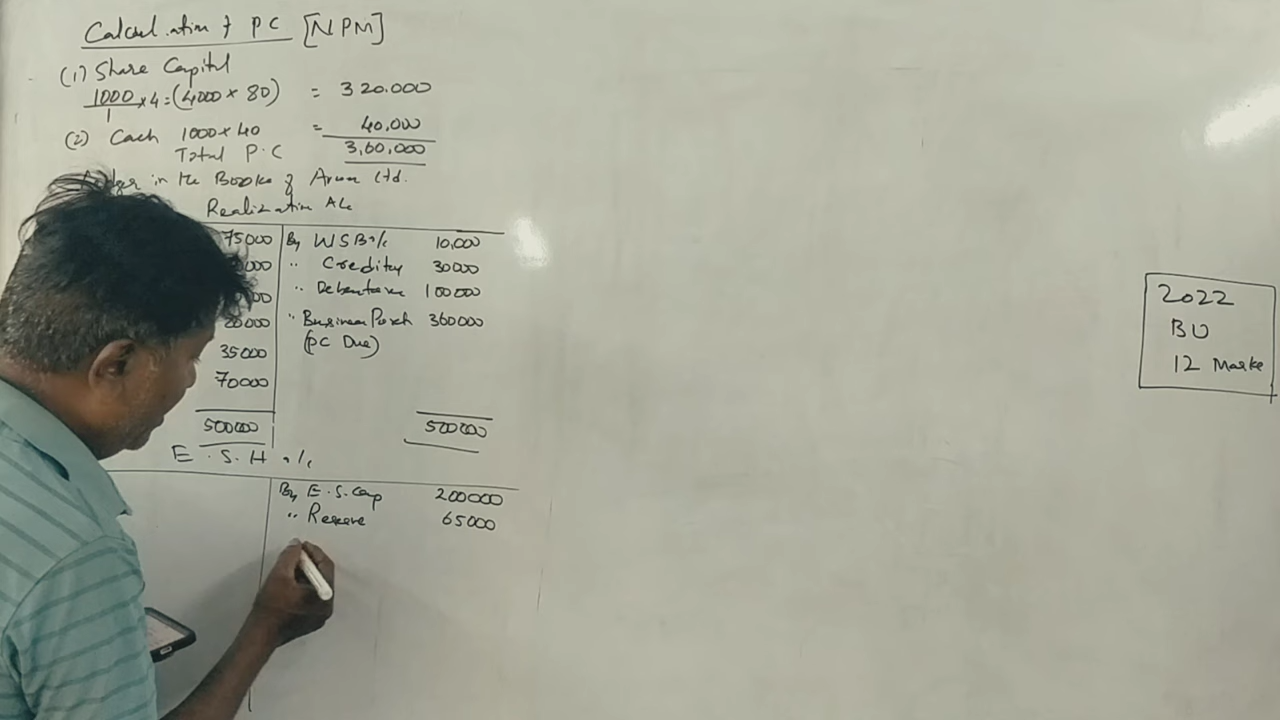 Calculation of PC [NPM]
(1) Share Capital
1000/1 × 4 = (4000 × 80) = 320.000
(2) Cash 1000 × 40 = 40,000
Total P.C 3,60,000
in the Books of Arun Ltd.
Realization A/c
75000 By WSB a/c 10,000
" Creditors 30000
" Debenture 100000
" Business Purch 360000
35000 (PC Due)
70000
500000 500000
E.S.H a/c
By E.S.Cap 200000
" Reserve 65000
2022
BU
12 Marks